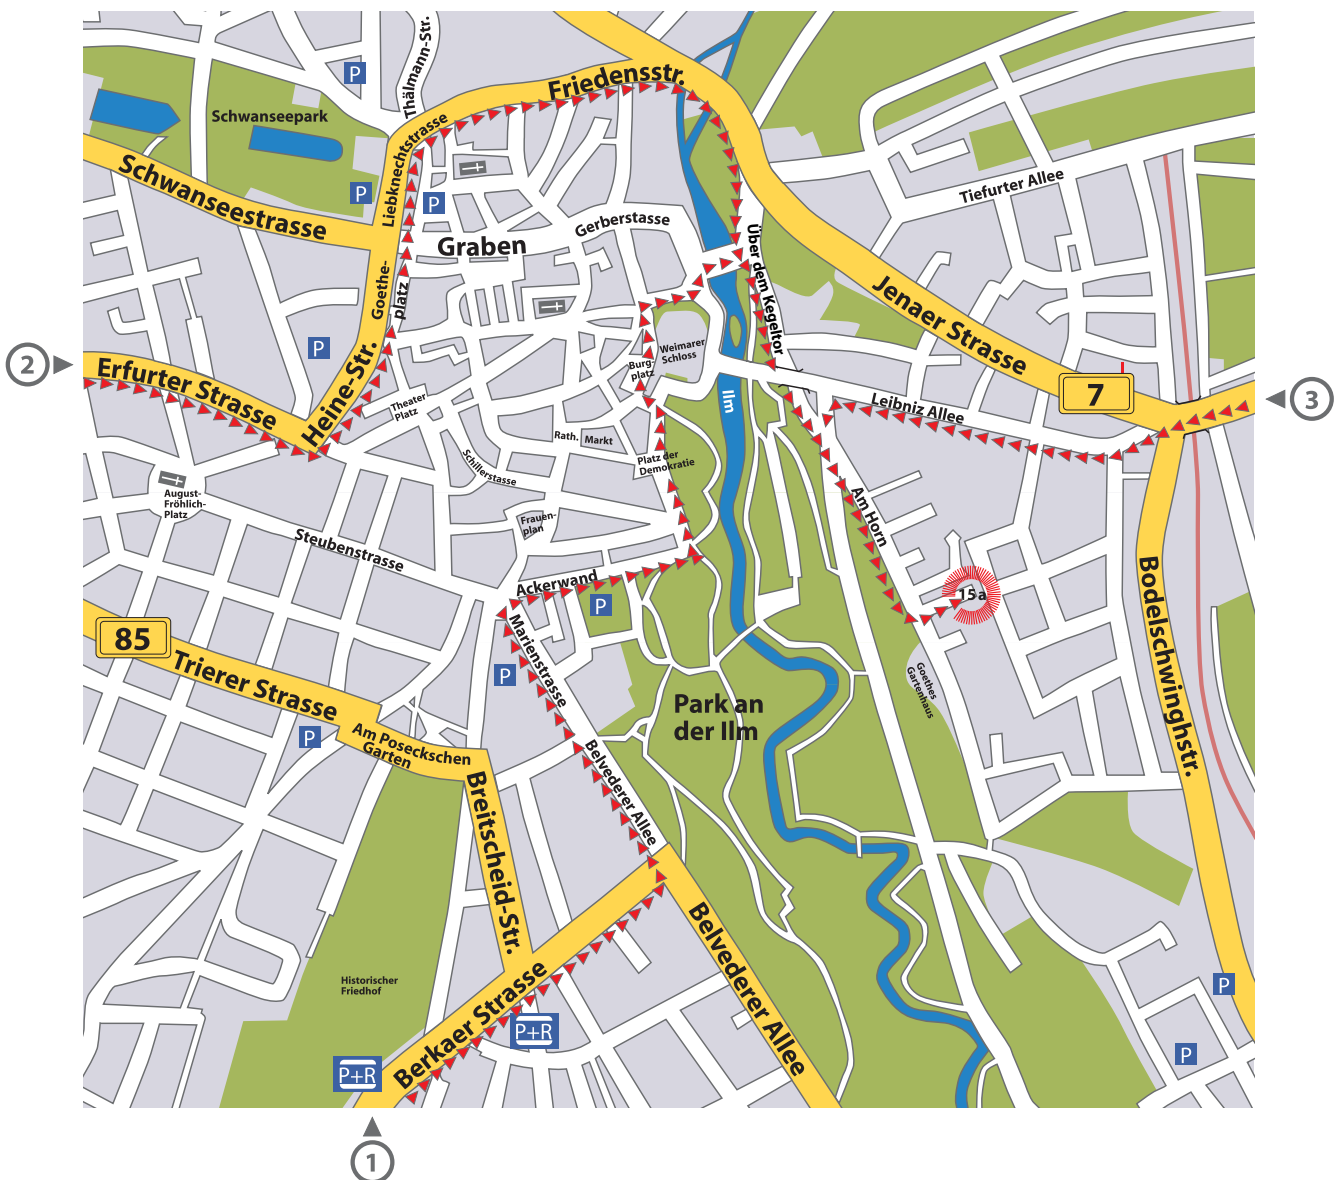 Thälmann-Str.
P
Friedensstr.
Schwanseepark
Liebknechtstrasse
Schwanseestrasse
P
P
Tiefurter Allee
Gerberstasse
Graben
Über dem Kegeltor
Goethe-
platz
Jenaer Strasse
P
Weimarer
Schloss
Burg-
platz
2
Erfurter Strasse
Heine-Str.
7
3
Theater
Platz
Ilm
Leibniz Allee
Rath.
Markt
Schillerstasse
Platz der
Demokratie
August-
Fröhlich-
Platz
Frauen-
plan
Am Horn
Steubenstrasse
Ackerwand
P
15a
Bodelschwinghstr.
85
Marienstrasse
Trierer Strasse
P
Goethes
Gartenhaus
Park an
der Ilm
P
Am Poseckschen
Garten
Belvederer Allee
Breitscheid-Str.
Belvederer Allee
Historischer
Friedhof
P
Berkaer Strasse
P+R
P+R
P
1